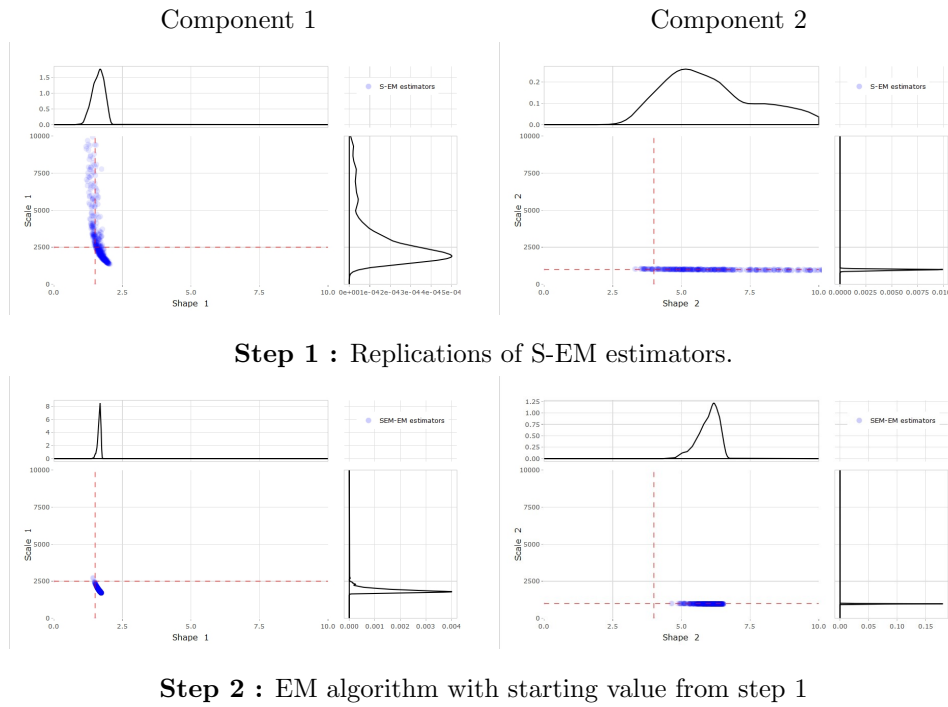 Component 1
Component 2
1.5
1.0
0.5
0.0
S-EM estimators
10000
7500
5000
2500
0
Scale 1
0.0
2.5
5.0
7.5
10.0
Shape 1
0e+001e-042e-043e-044e-045e-04
0.2
0.1
0.0
S-EM estimators
10000
7500
5000
2500
0
Scale 2
0.0
2.5
5.0
7.5
10.0
Shape 2
0.0000 0.0025 0.0050 0.0075 0.010
Step 1 : Replications of S-EM estimators.
8
6
4
2
0
SEM-EM estimators
10000
7500
5000
2500
0
Scale 1
0.0
2.5
5.0
7.5
10.0
Shape 1
0.000 0.001 0.002 0.003 0.004
1.25
1.00
0.75
0.50
0.25
0.00
SEM-EM estimators
10000
7500
5000
2500
0
Scale 2
0.0
2.5
5.0
7.5
10.0
Shape 2
0.00 0.05 0.10 0.15
Step 2 : EM algorithm with starting value from step 1